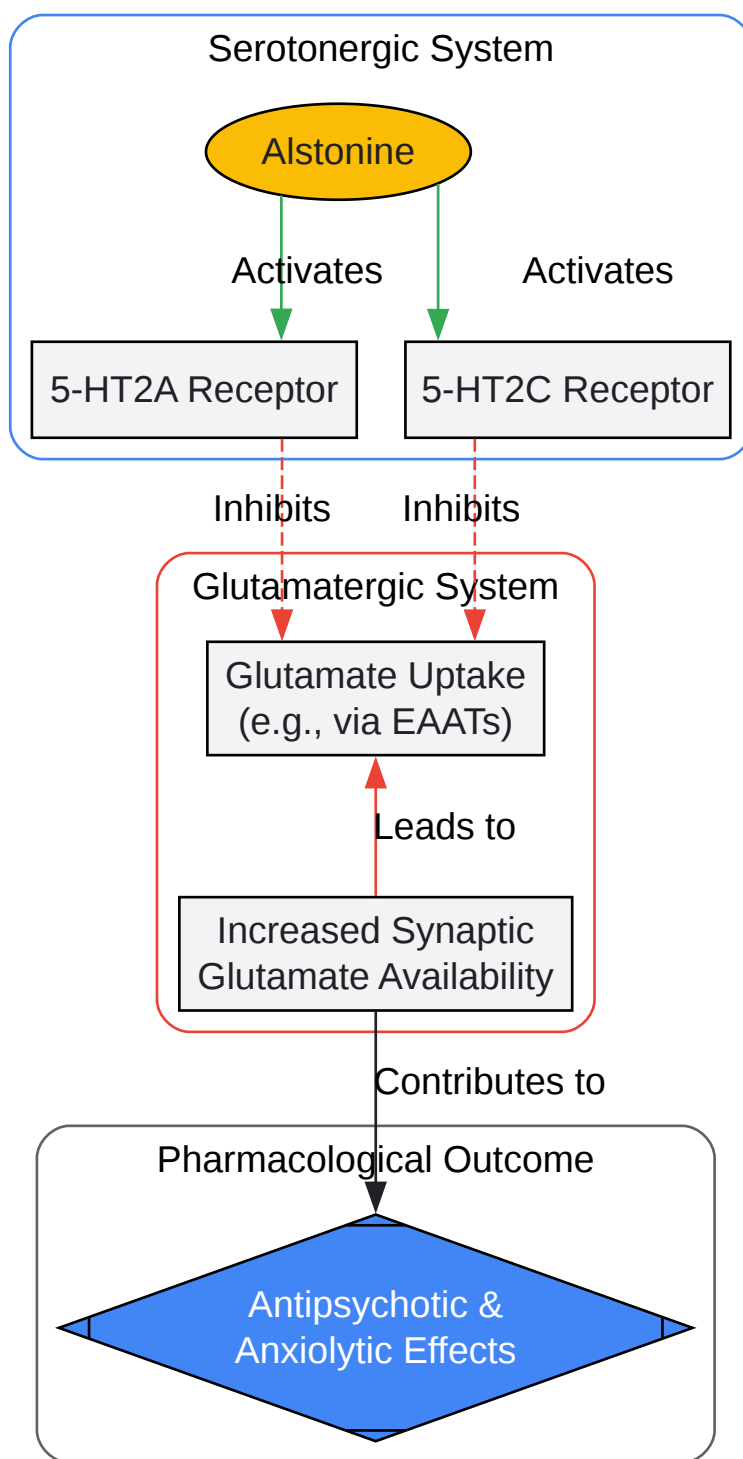 Serotonergic System
Alstonine
Activates
Activates
5-HT2A Receptor
5-HT2C Receptor
Inhibits
Inhibits
Glutamatergic System
Glutamate Uptake
(e.g., via EAATs)
Leads to
Increased Synaptic
Glutamate Availability
Contributes to
Pharmacological Outcome
Antipsychotic &
Anxiolytic Effects